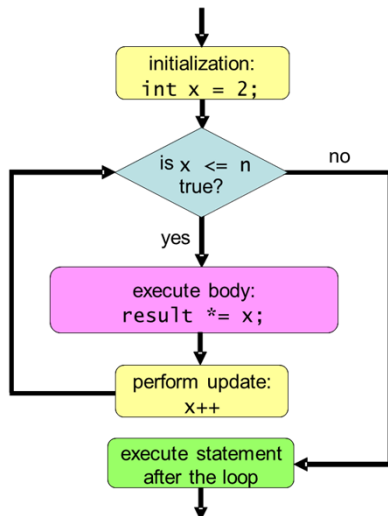 initialization:
int x = 2;
is x <= n
true?
no
yes
execute body:
result *= x;
perform update:
x++
execute statement
after the loop